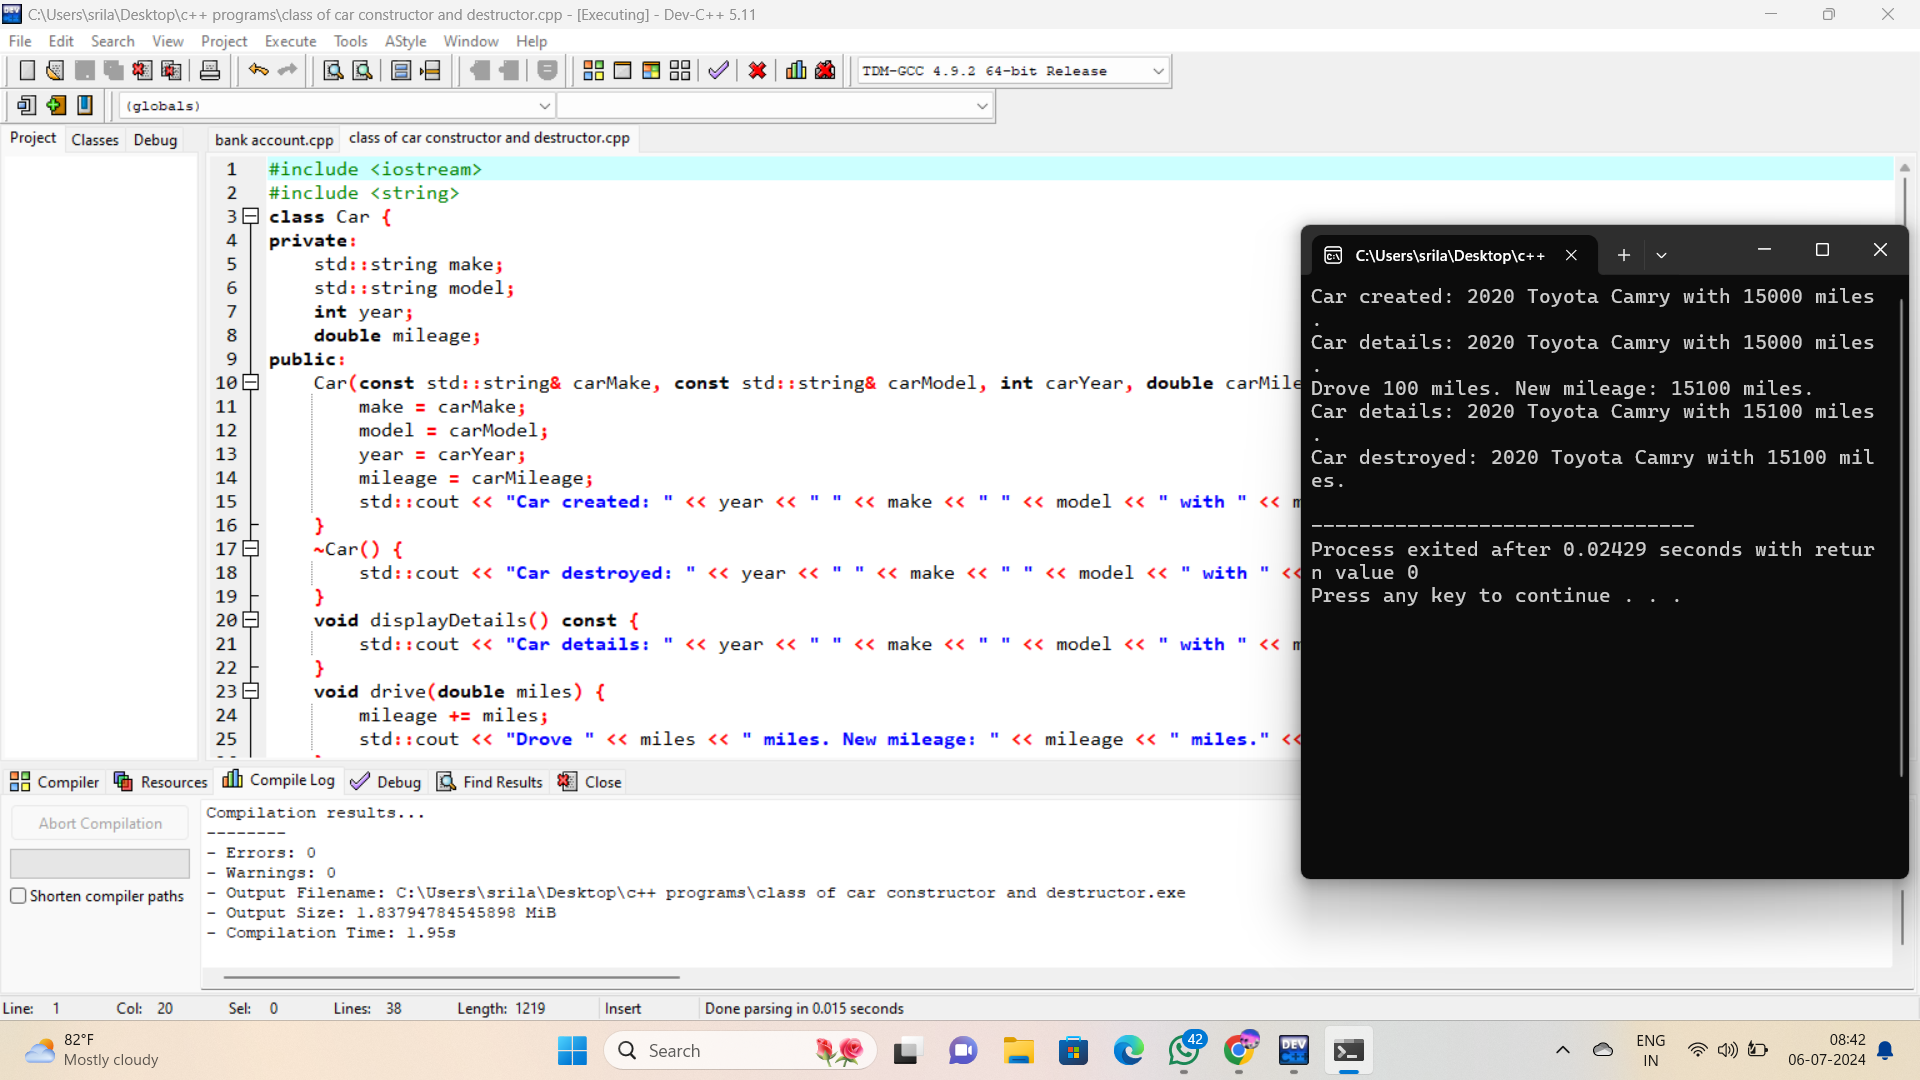 C:\Users\srila\Desktop\c++ programs\class of car constructor and destructor.cpp - [Executing] - Dev-C++ 5.11
File Edit Search View Project Execute Tools AStyle Window Help
TDM-GCC 4.9.2 64-bit Release
(globals)
Project Classes Debug
bank account.cpp class of car constructor and destructor.cpp
1 #include <iostream>
2 #include <string>
3 class Car {
4 private:
5 std::string make;
6 std::string model;
7 int year;
8 double mileage;
9 public:
10 Car(const std::string& carMake, const std::string& carModel, int carYear, double carMile
11 make = carMake;
12 model = carModel;
13 year = carYear;
14 mileage = carMileage;
15 std::cout << "Car created: " << year << " " << make << " " << model << " with " << m
16 }
17 ~Car() {
18 std::cout << "Car destroyed: " << year << " " << make << " " << model << " with " <<
19 }
20 void displayDetails() const {
21 std::cout << "Car details: " << year << " " << make << " " << model << " with " << m
22 }
23 void drive(double miles) {
24 mileage += miles;
25 std::cout << "Drove " << miles << " miles. New mileage: " << mileage << " miles." <<
C:\Users\srila\Desktop\c++
Car created: 2020 Toyota Camry with 15000 miles
.
Car details: 2020 Toyota Camry with 15000 miles
.
Drove 100 miles. New mileage: 15100 miles.
Car details: 2020 Toyota Camry with 15100 miles
.
Car destroyed: 2020 Toyota Camry with 15100 mil
es.
--------------------------------
Process exited after 0.02429 seconds with retur
n value 0
Press any key to continue . . .
Compiler Resources Compile Log Debug Find Results Close
Abort Compilation
Shorten compiler paths
Compilation results...
--------
- Errors: 0
- Warnings: 0
- Output Filename: C:\Users\srila\Desktop\c++ programs\class of car constructor and destructor.exe
- Output Size: 1.83794784545898 MiB
- Compilation Time: 1.95s
Line: 1 Col: 20 Sel: 0 Lines: 38 Length: 1219 Insert Done parsing in 0.015 seconds
82°F
Mostly cloudy
Search
42
DEV
ENG
IN
08:42
06-07-2024